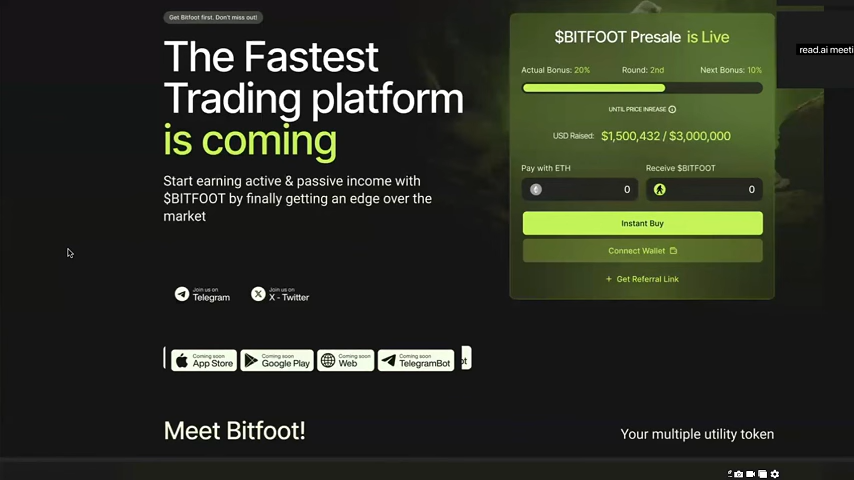 Get Bitfoot first. Don't miss out!
The Fastest
Trading platform
is coming
Start earning active & passive income with
$BITFOOT by finally getting an edge over the
market
Join us on
Telegram
Join us on
X - Twitter
Coming soon
App Store
Coming soon
Google Play
Coming soon
Web
Coming soon
TelegramBot
ot
$BITFOOT Presale is Live
Actual Bonus: 20% Round: 2nd Next Bonus: 10%
UNTIL PRICE INREASE
USD Raised: $1,500,432 / $3,000,000
Pay with ETH Receive $BITFOOT
0 0
Instant Buy
Connect Wallet
+ Get Referral Link
read.ai meeti
Meet Bitfoot!
Your multiple utility token